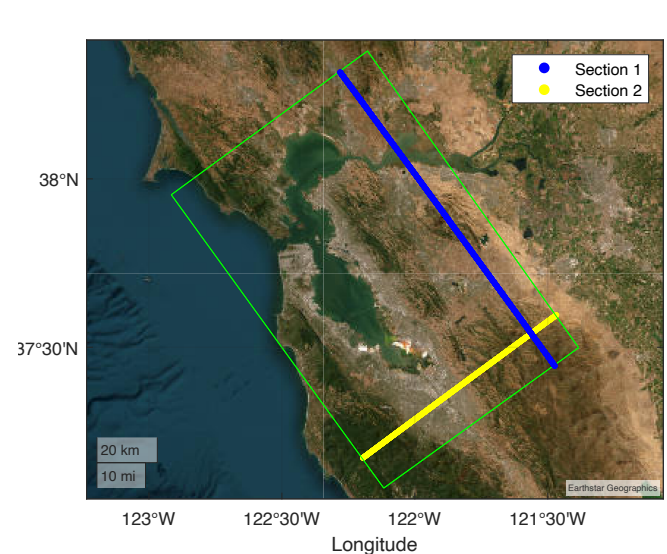 Section 1
Section 2
38°N
37°30'N
20 km
10 mi
Earthstar Geographics
123°W
122°30'W
122°W
121°30'W
Longitude